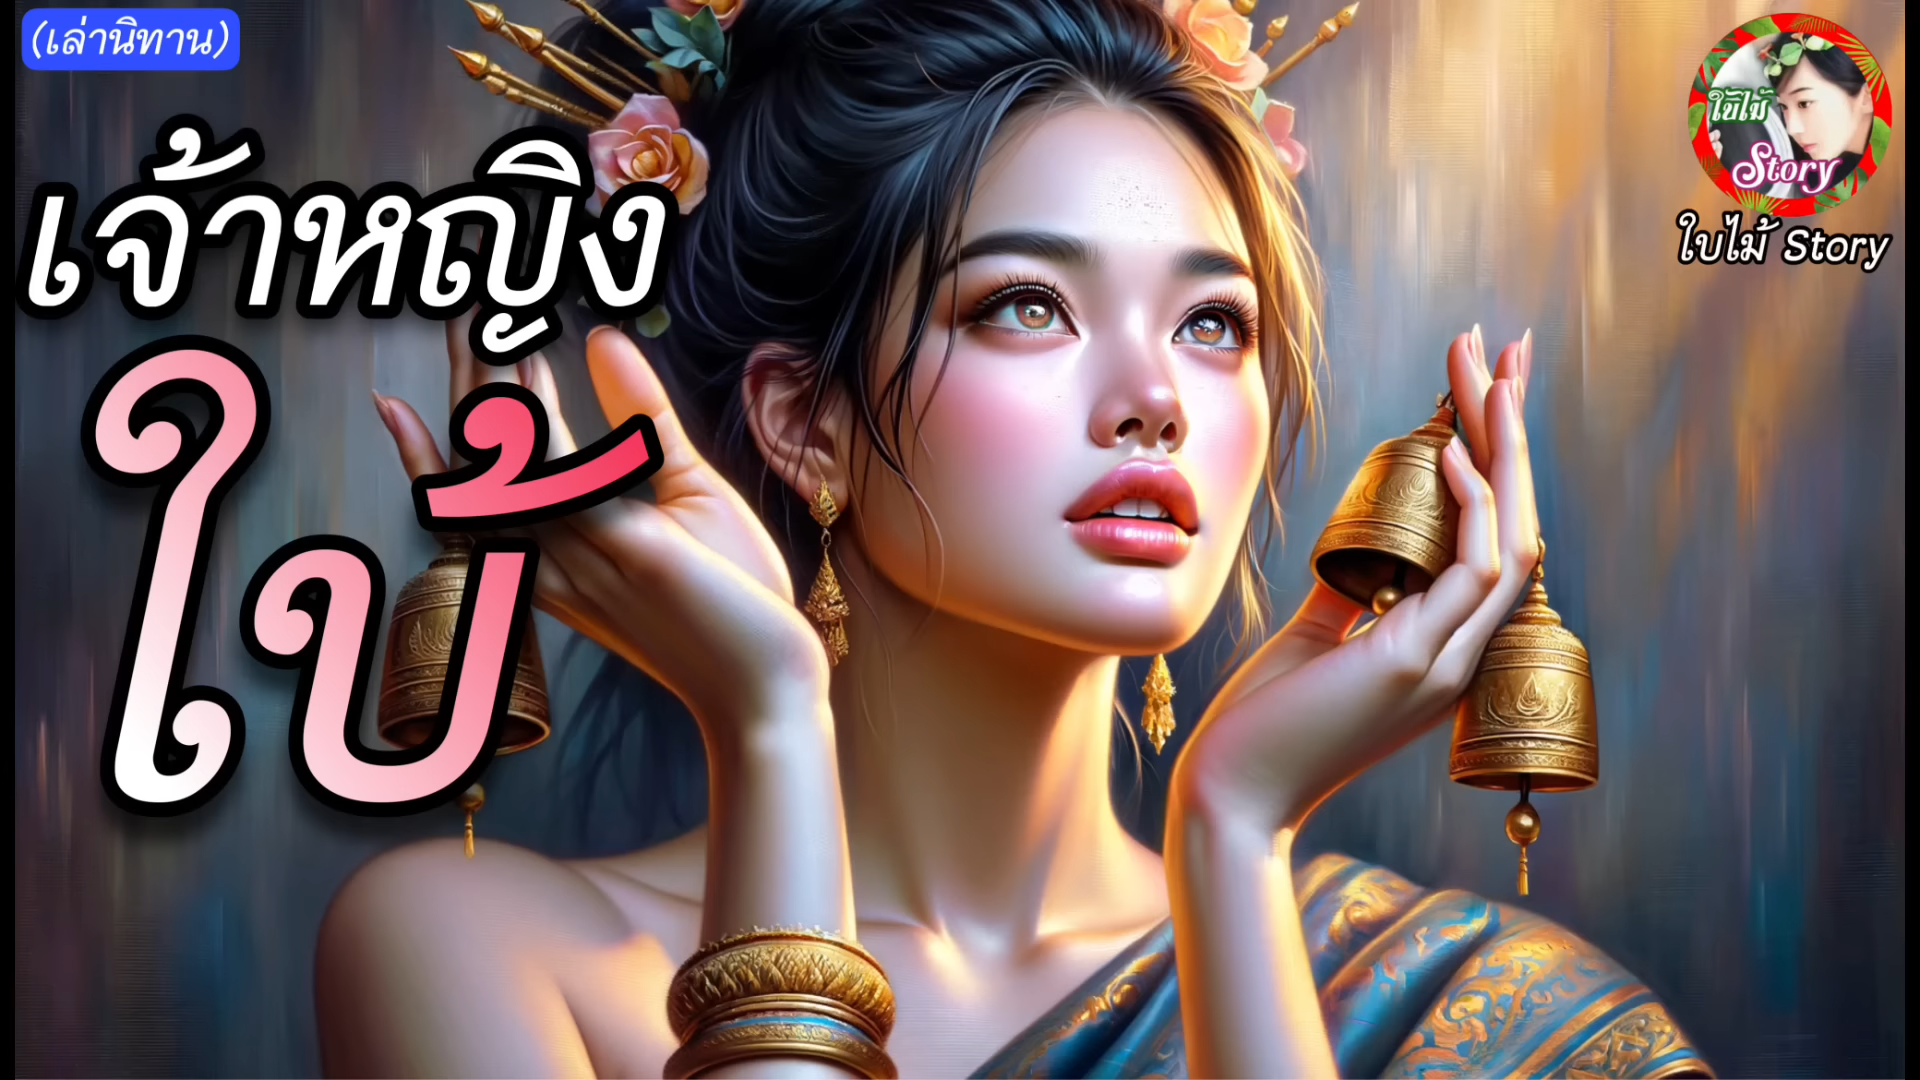 (เล่านิทาน)
เจ้าหญิง
ใบ้
ใบไม้
Story
ใบไม้ Story